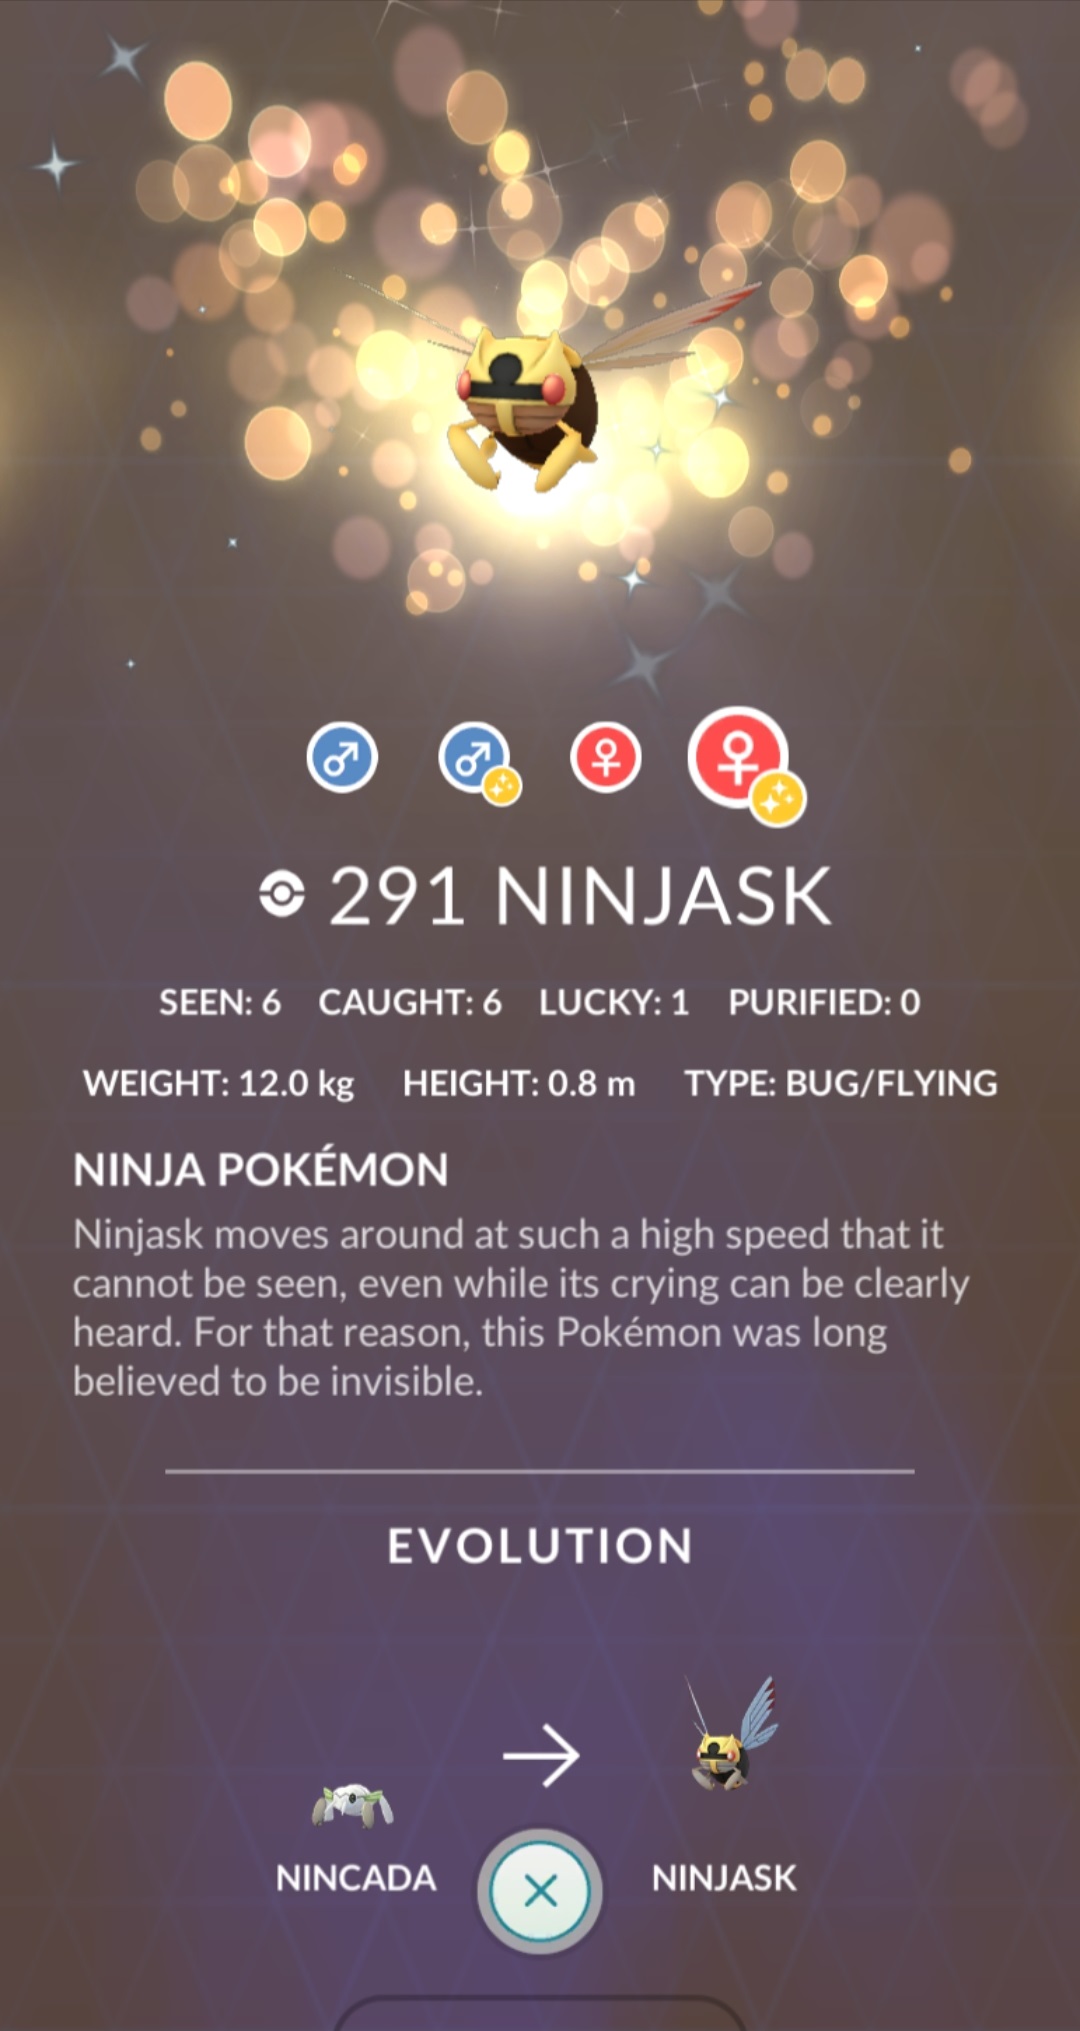 291 NINJASK
SEEN: 6 CAUGHT: 6 LUCKY: 1 PURIFIED: 0
WEIGHT: 12.0 kg HEIGHT: 0.8 m TYPE: BUG/FLYING
NINJA POKÉMON
Ninjask moves around at such a high speed that it
cannot be seen, even while its crying can be clearly
heard. For that reason, this Pokémon was long
believed to be invisible.
EVOLUTION
NINCADA NINJASK